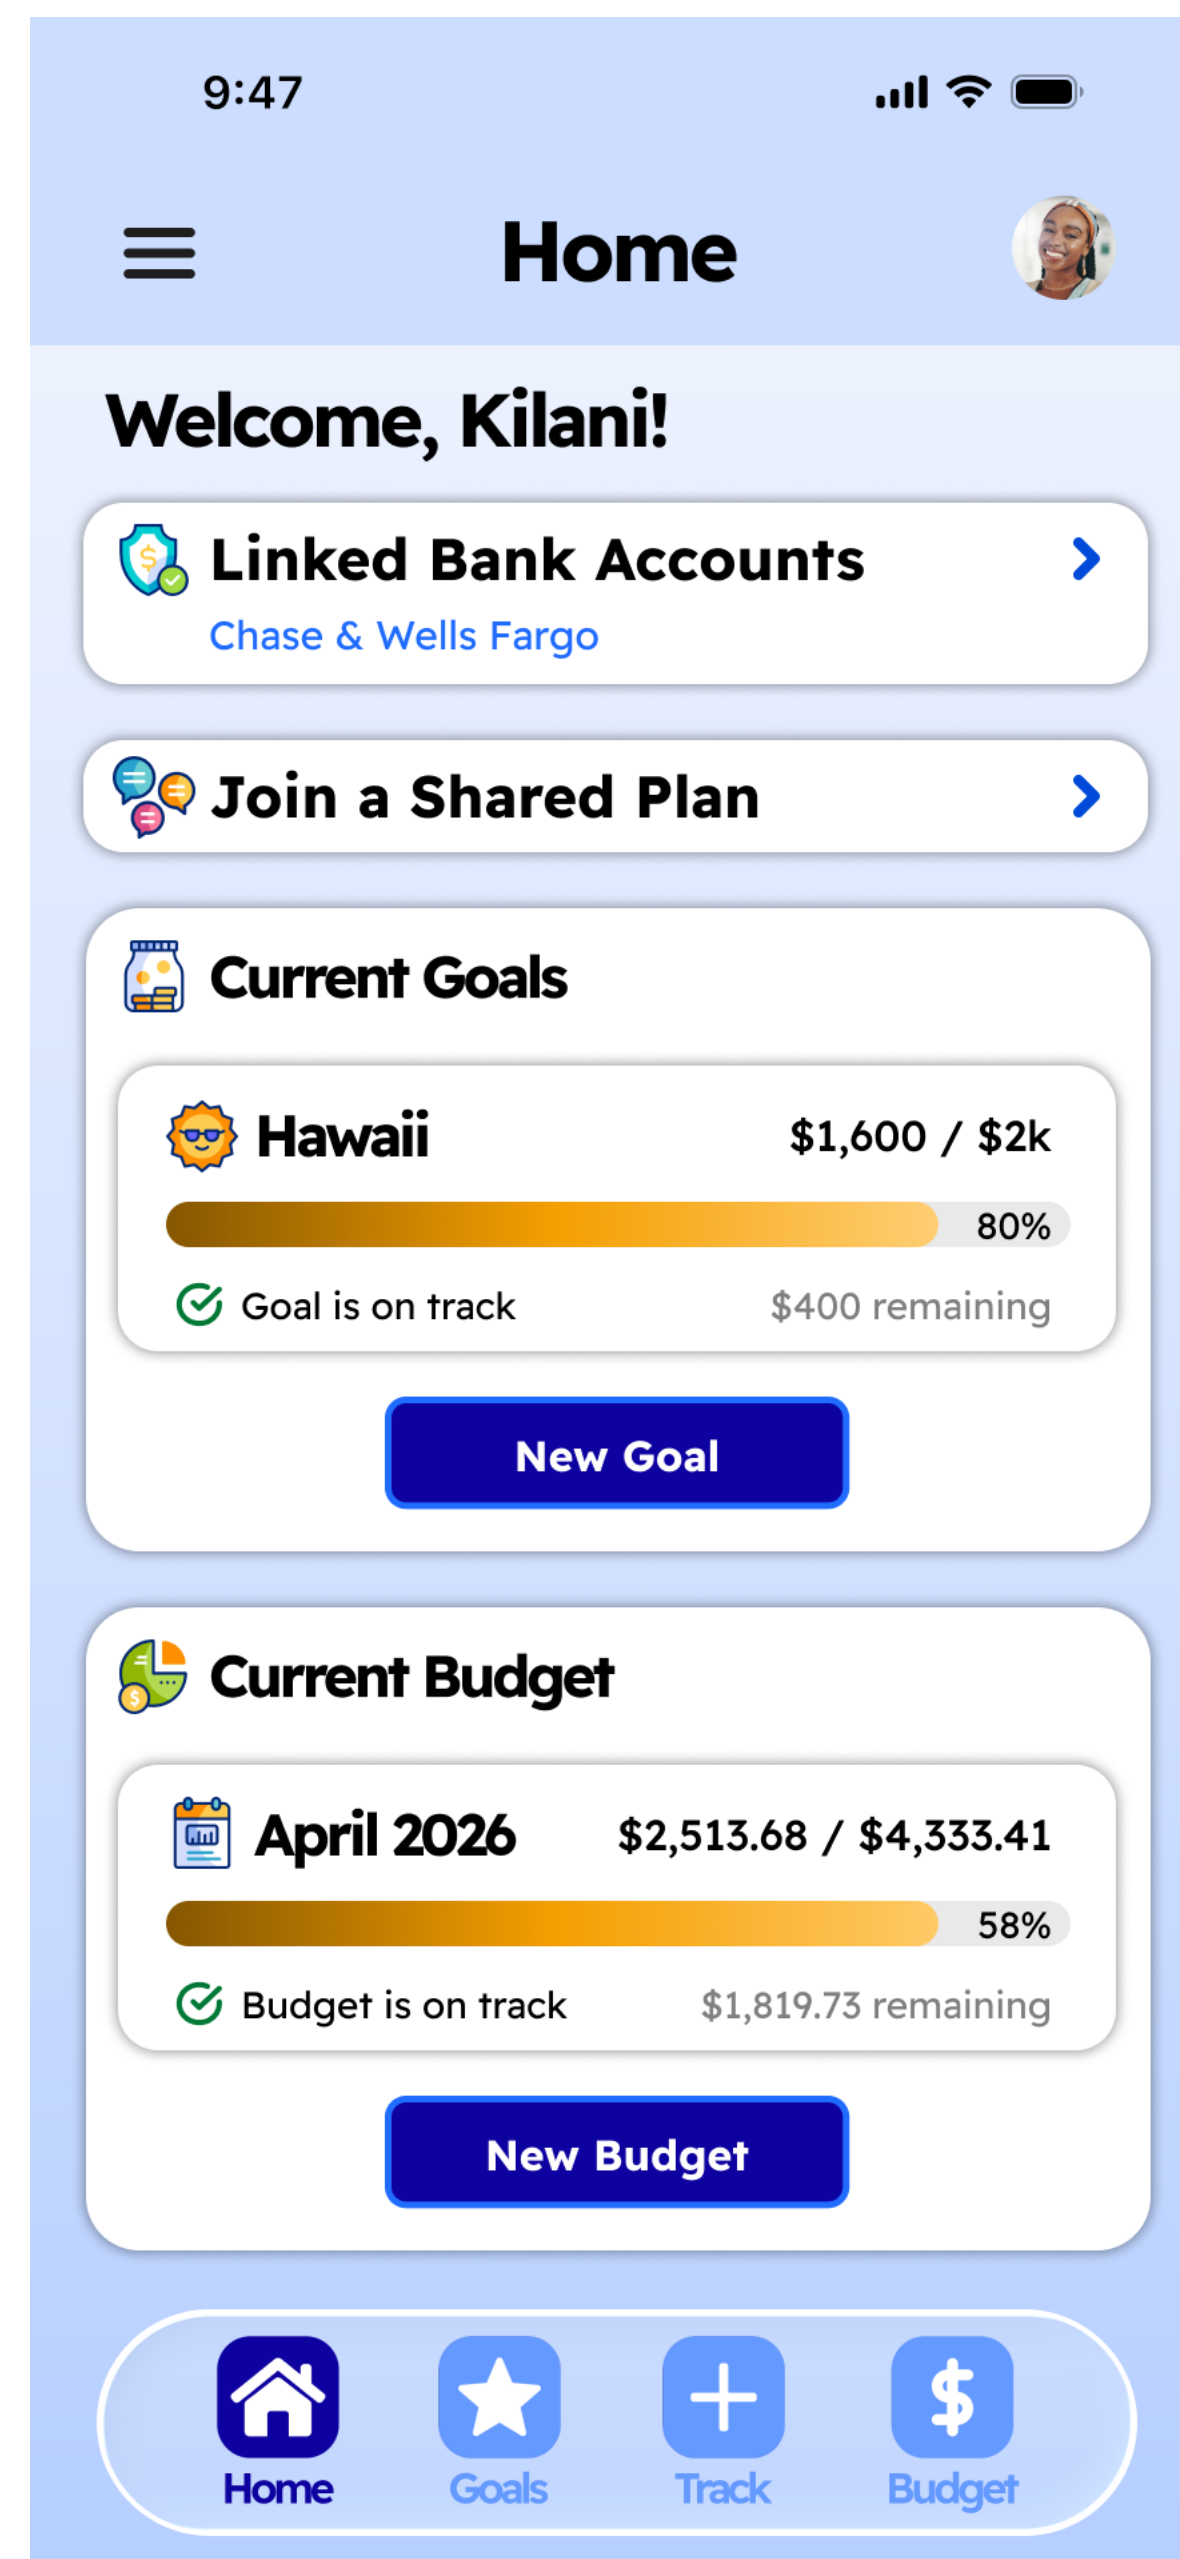 9:47
Home
Welcome, Kilani!
Linked Bank Accounts
Chase & Wells Fargo
Join a Shared Plan
Current Goals
Hawaii $1,600 / $2k
80%
Goal is on track $400 remaining
New Goal
Current Budget
April 2026 $2,513.68 / $4,333.41
58%
Budget is on track $1,819.73 remaining
New Budget
Home Goals Track Budget